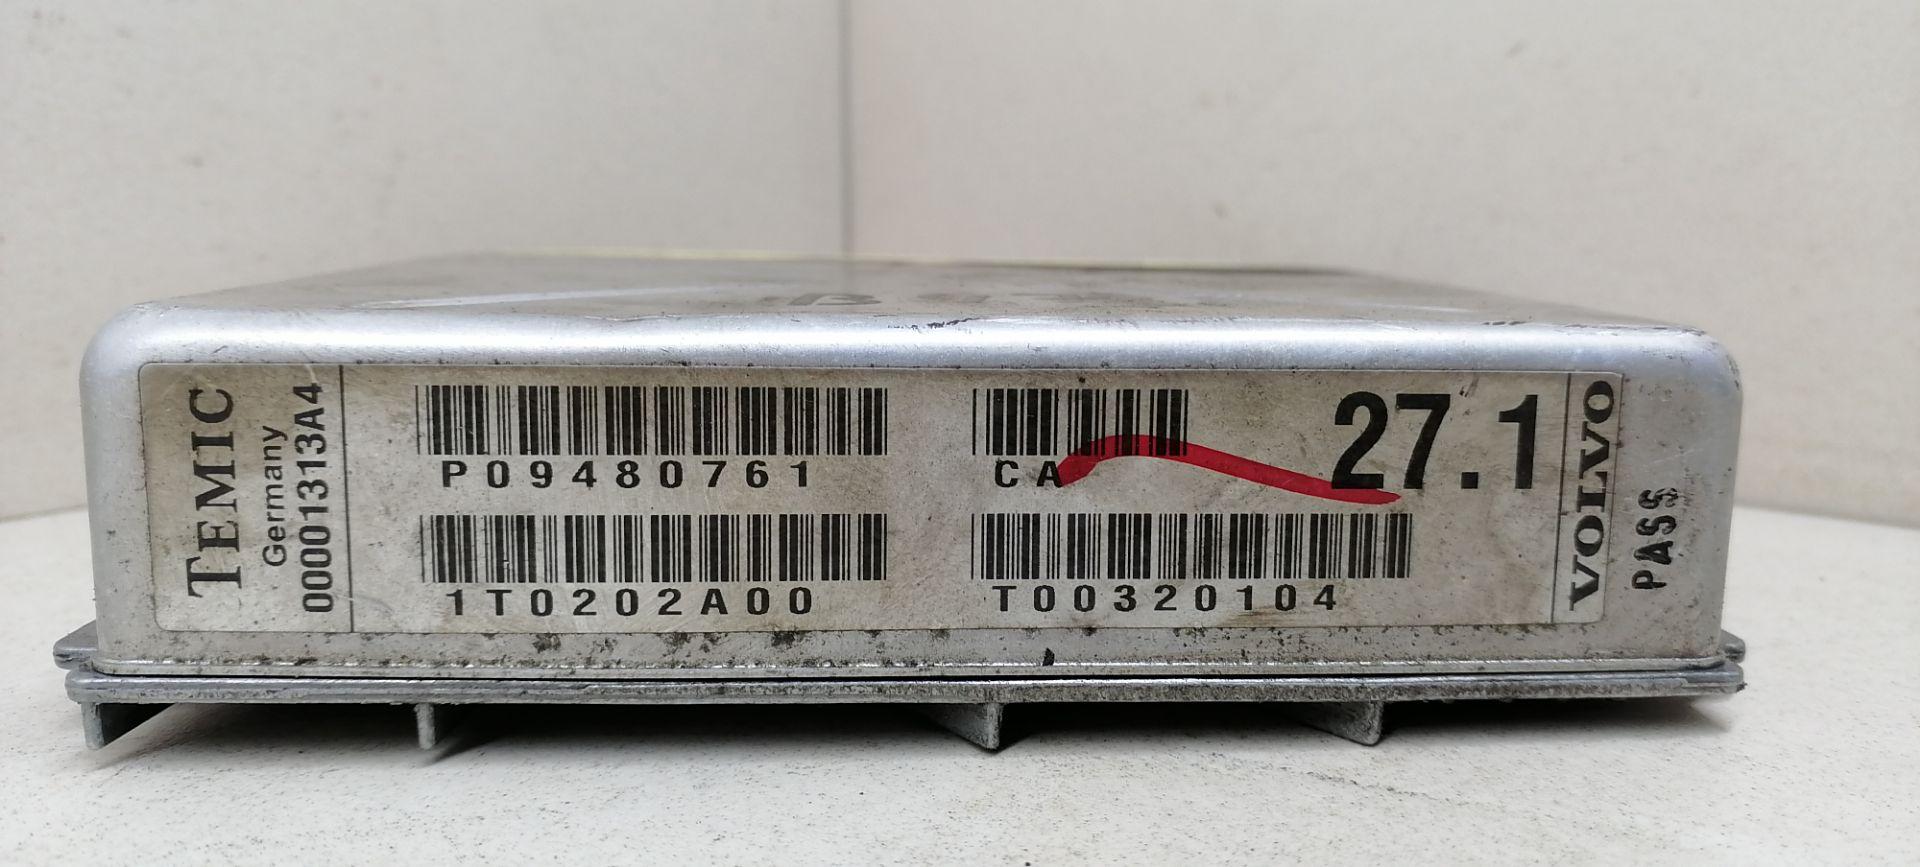 TEMIC
Germany
00001313A4
P09480761
CA
27.1
1T0202A00
T00320104
VOLVO
PASS